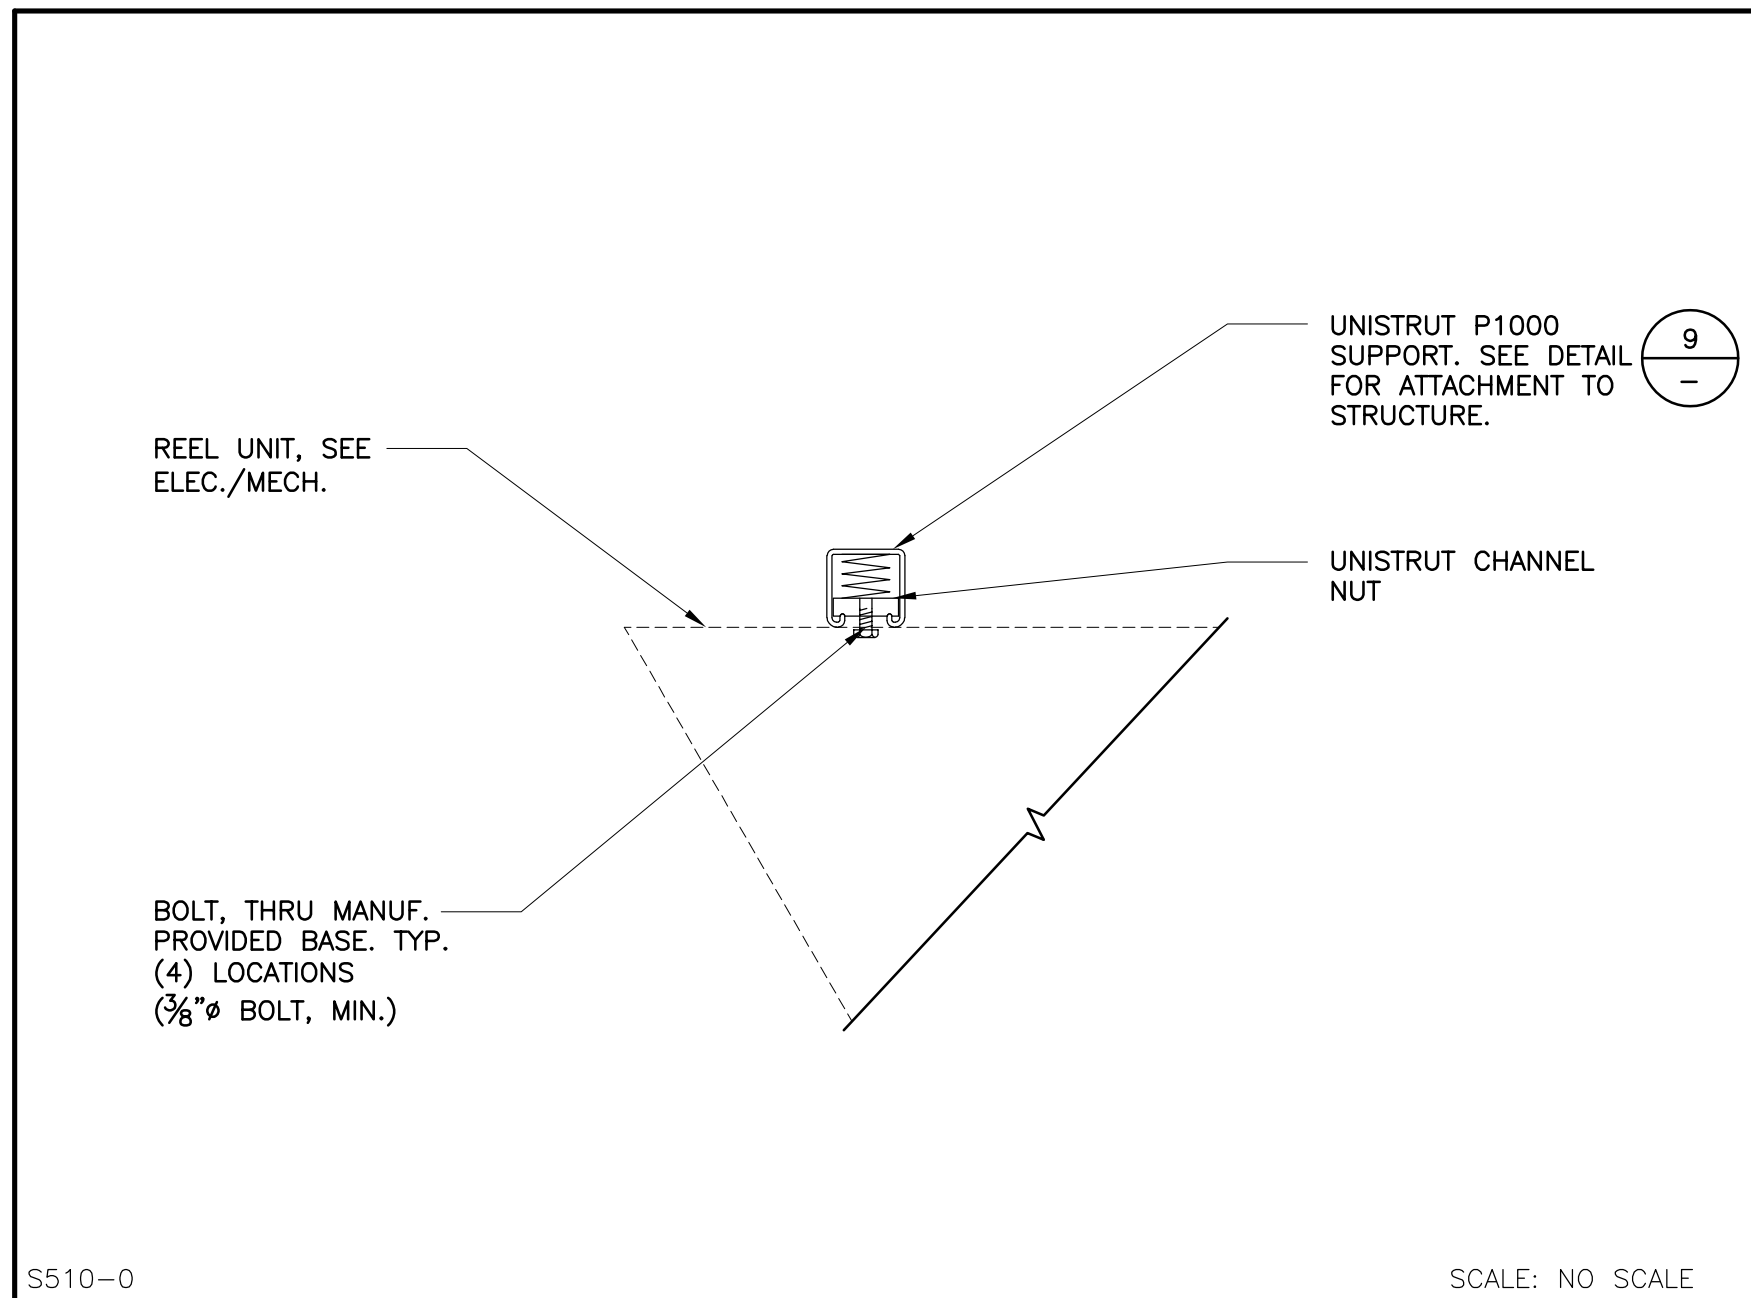 UNISTRUT P1000
SUPPORT. SEE DETAIL
FOR ATTACHMENT TO
STRUCTURE.
9
–
REEL UNIT, SEE
ELEC./MECH.
UNISTRUT CHANNEL
NUT
BOLT, THRU MANUF.
PROVIDED BASE. TYP.
(4) LOCATIONS
(3/8"ø BOLT, MIN.)
S510-0
SCALE: NO SCALE